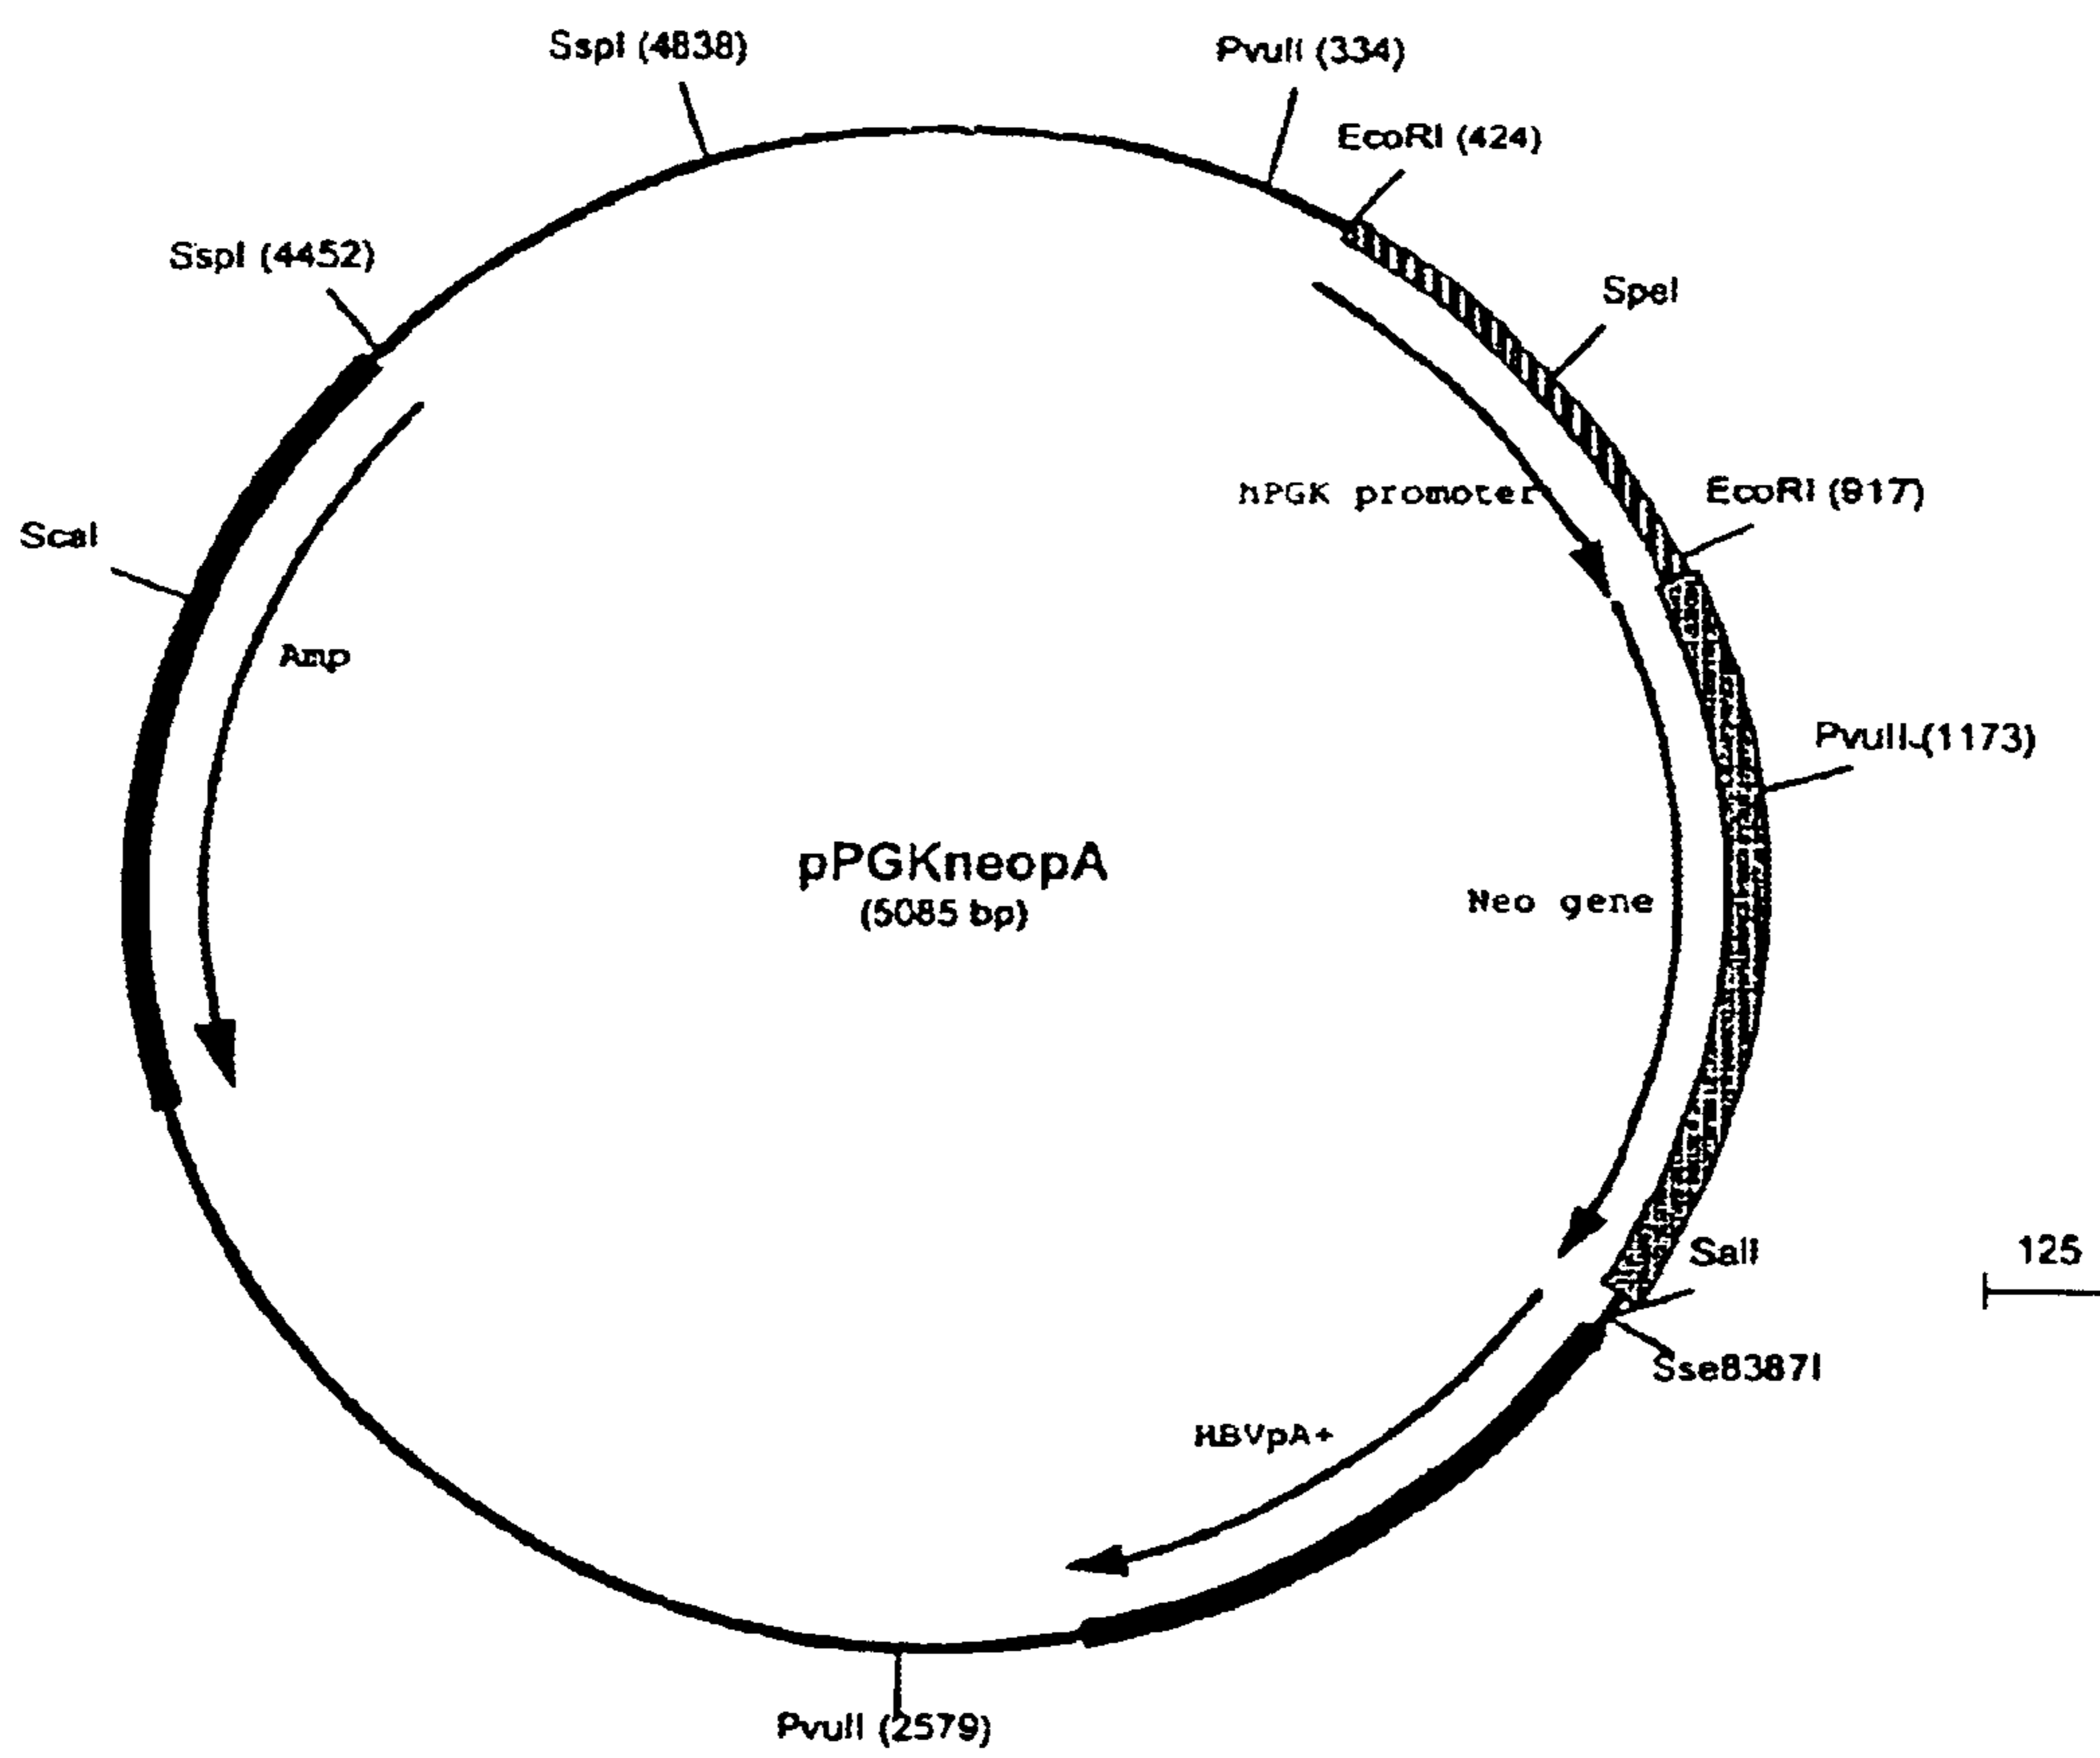 SspI (4838)
PvuII (334)
EcoRI (424)
SspI (4452)
SpeI
hPGK promoter
EcoRI (917)
ScaI
Amp
PvuII (1173)
pPGKneopA
(5085 bp)
Neo gene
SalI
125
Sse8387I
HBVpA+
PvuII (2579)